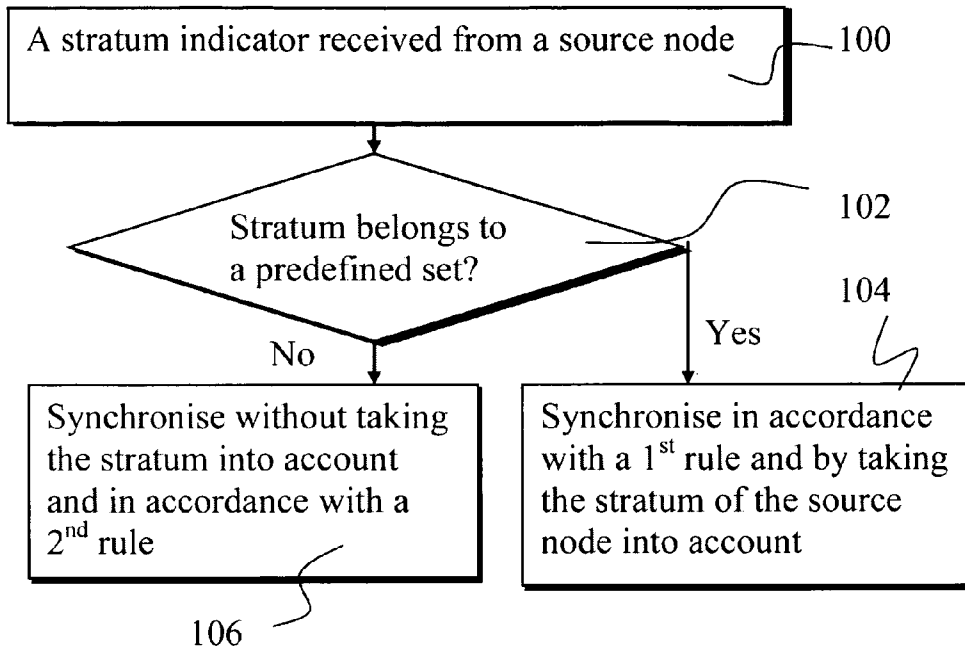 A stratum indicator received from a source node
100
Stratum belongs to
a predefined set?
102
104
No
Yes
Synchronise without taking
the stratum into account
and in accordance with a
2nd rule
Synchronise in accordance
with a 1st rule and by taking
the stratum of the source
node into account
106